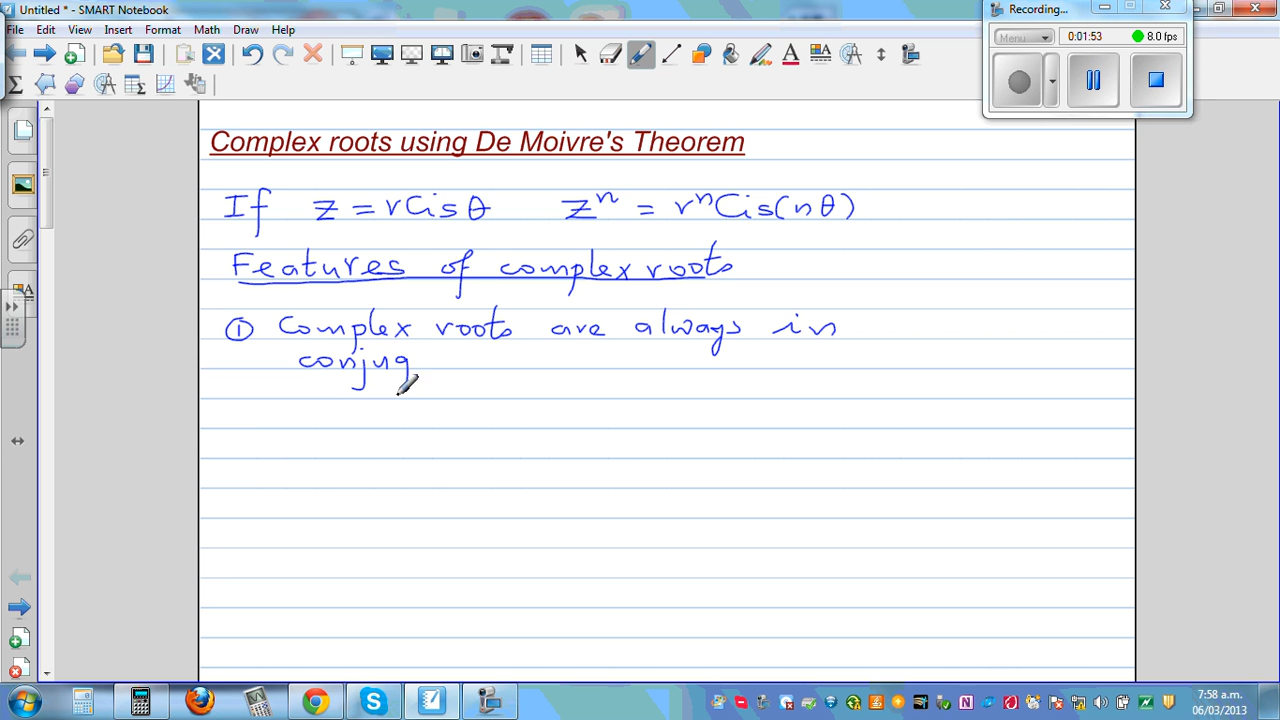 Untitled * - SMART Notebook
File Edit View Insert Format Math Draw Help
Recording...
Menu
0:01:53
8.0 fps
Complex roots using De Moivre's Theorem
If z = rCisθ zⁿ = rⁿCis(nθ)
Features of complex roots
① Complex roots are always in
conjug
7:58 a.m.
06/03/2013